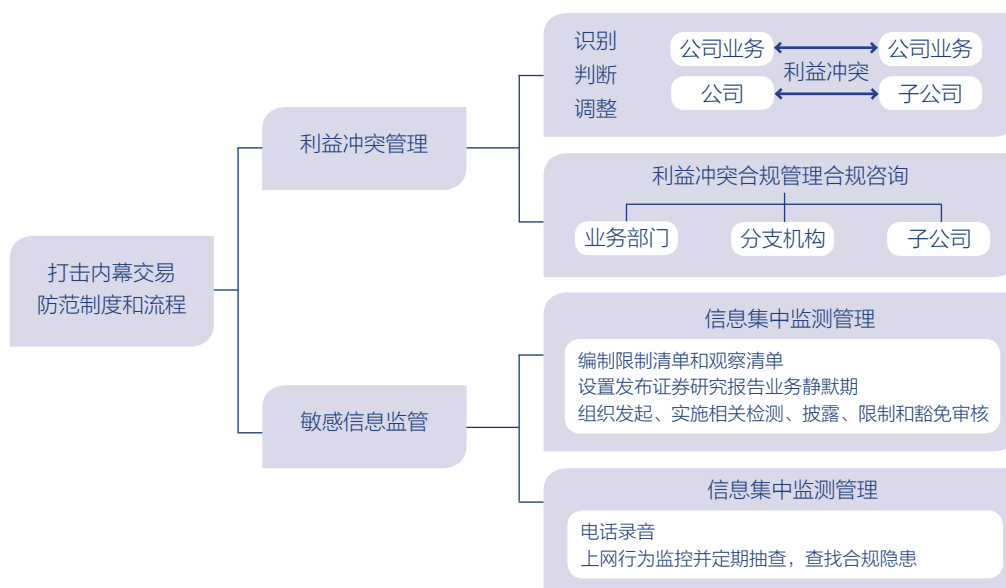 打击内幕交易
防范制度和流程
利益冲突管理
识别
判断
调整
公司业务
公司业务
利益冲突
公司
子公司
利益冲突合规管理合规咨询
业务部门
分支机构
子公司
敏感信息监管
信息集中监测管理
编制限制清单和观察清单
设置发布证券研究报告业务静默期
组织发起、实施相关检测、披露、限制和豁免审核
信息集中监测管理
电话录音
上网行为监控并定期抽查，查找合规隐患